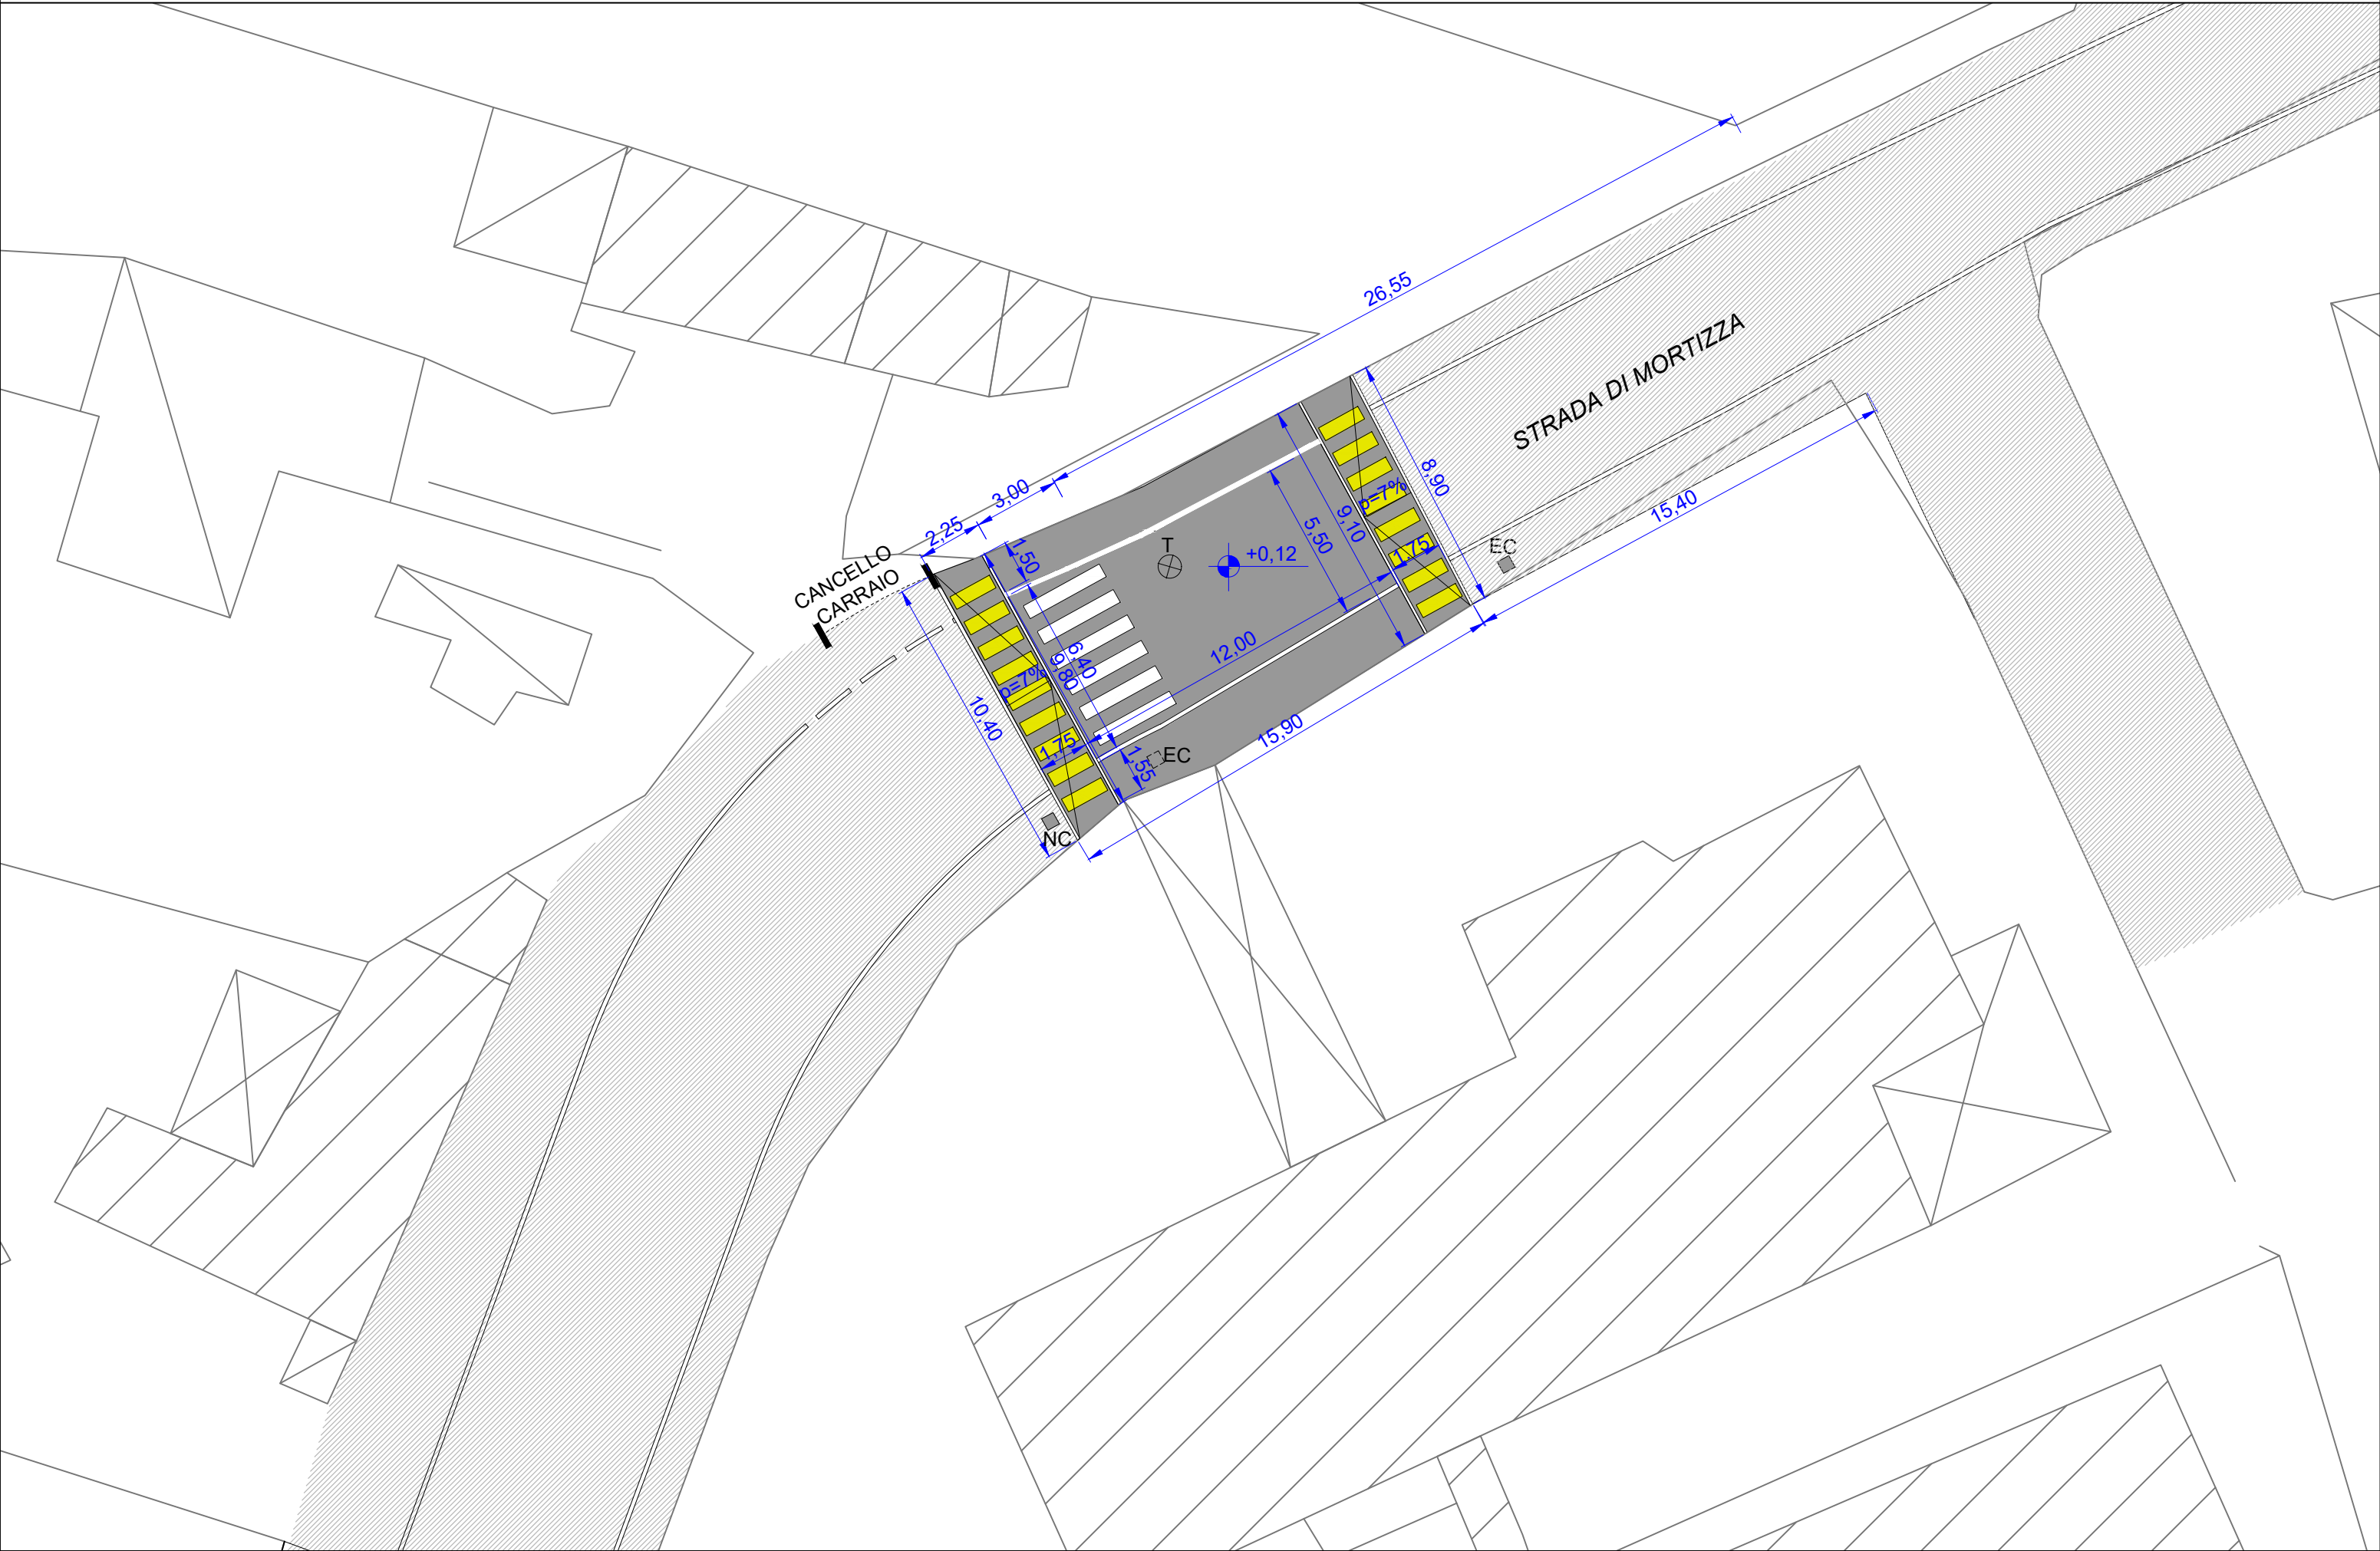 26,55
3,00
2,25
CANCELLO
CARRAIO
1,50
T
+0,12
5,50
9,10
p=7%
8,90
1,75
EC
15,40
STRADA DI MORTIZZA
6,40
9,80
p=7%
10,40
12,00
1,75
1,55
EC
15,90
NC